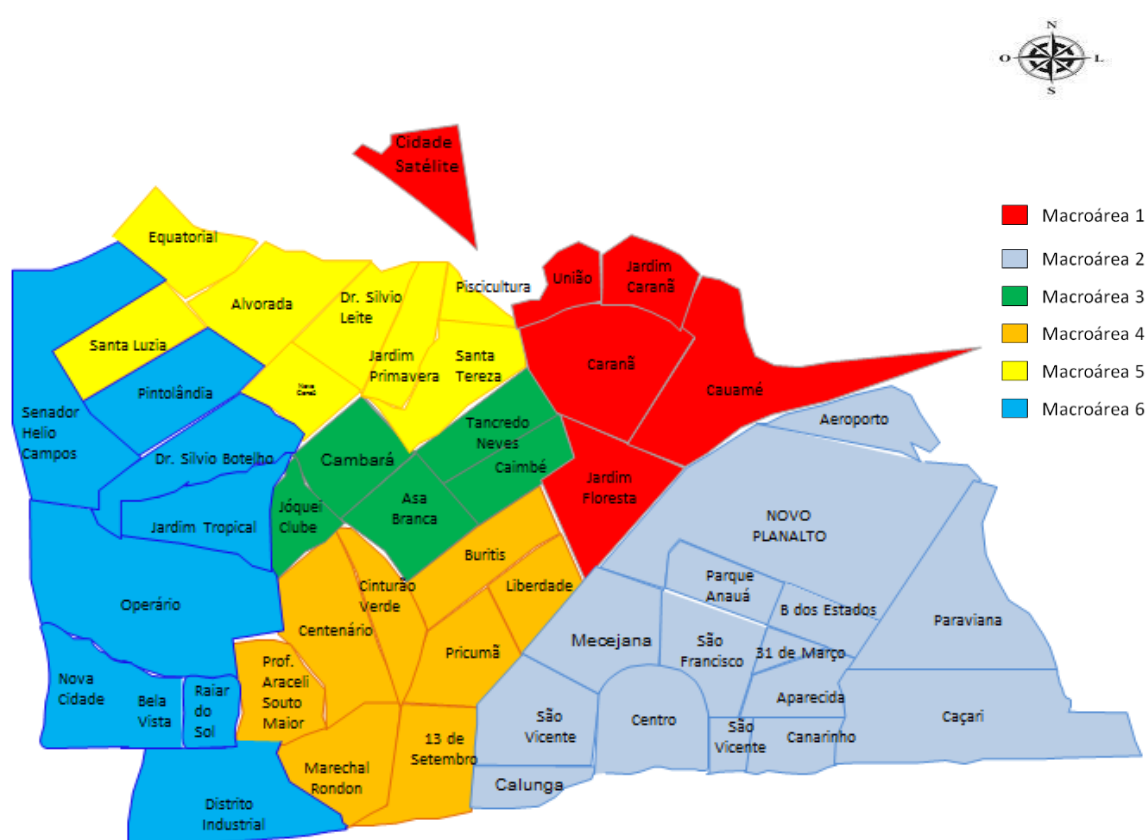 N
O
L
S
Cidade
Satélite
Macroárea 1
Macroárea 2
Macroárea 3
Macroárea 4
Macroárea 5
Macroárea 6
Equatorial
União
Jardim
Caranã
Piscicultura
Alvorada
Dr. Sílvio
Leite
Santa Luzia
Jardim
Primavera
Santa
Tereza
Caranã
Cauamé
Pintolândia
Senador
Helio
Campos
Tancredo
Neves
Aeroporto
Dr. Silvio Botelho
Cambará
Caimbé
Jardim
Floresta
Jóquei
Clube
Asa
Branca
Jardim Tropical
NOVO
PLANALTO
Buritis
Cinturão
Verde
Liberdade
Parque
Anauá
B dos Estados
Operário
Centenário
Mecejana
São
Francisco
31 de Março
Paraviana
Pricumã
Prof.
Araceli
Souto
Maior
Nova
Cidade
Bela
Vista
Raiar
do
Sol
Aparecida
Caçari
São
Vicente
Centro
São
Vicente
Canarinho
13 de
Setembro
Marechal
Rondon
Calunga
Distrito
Industrial